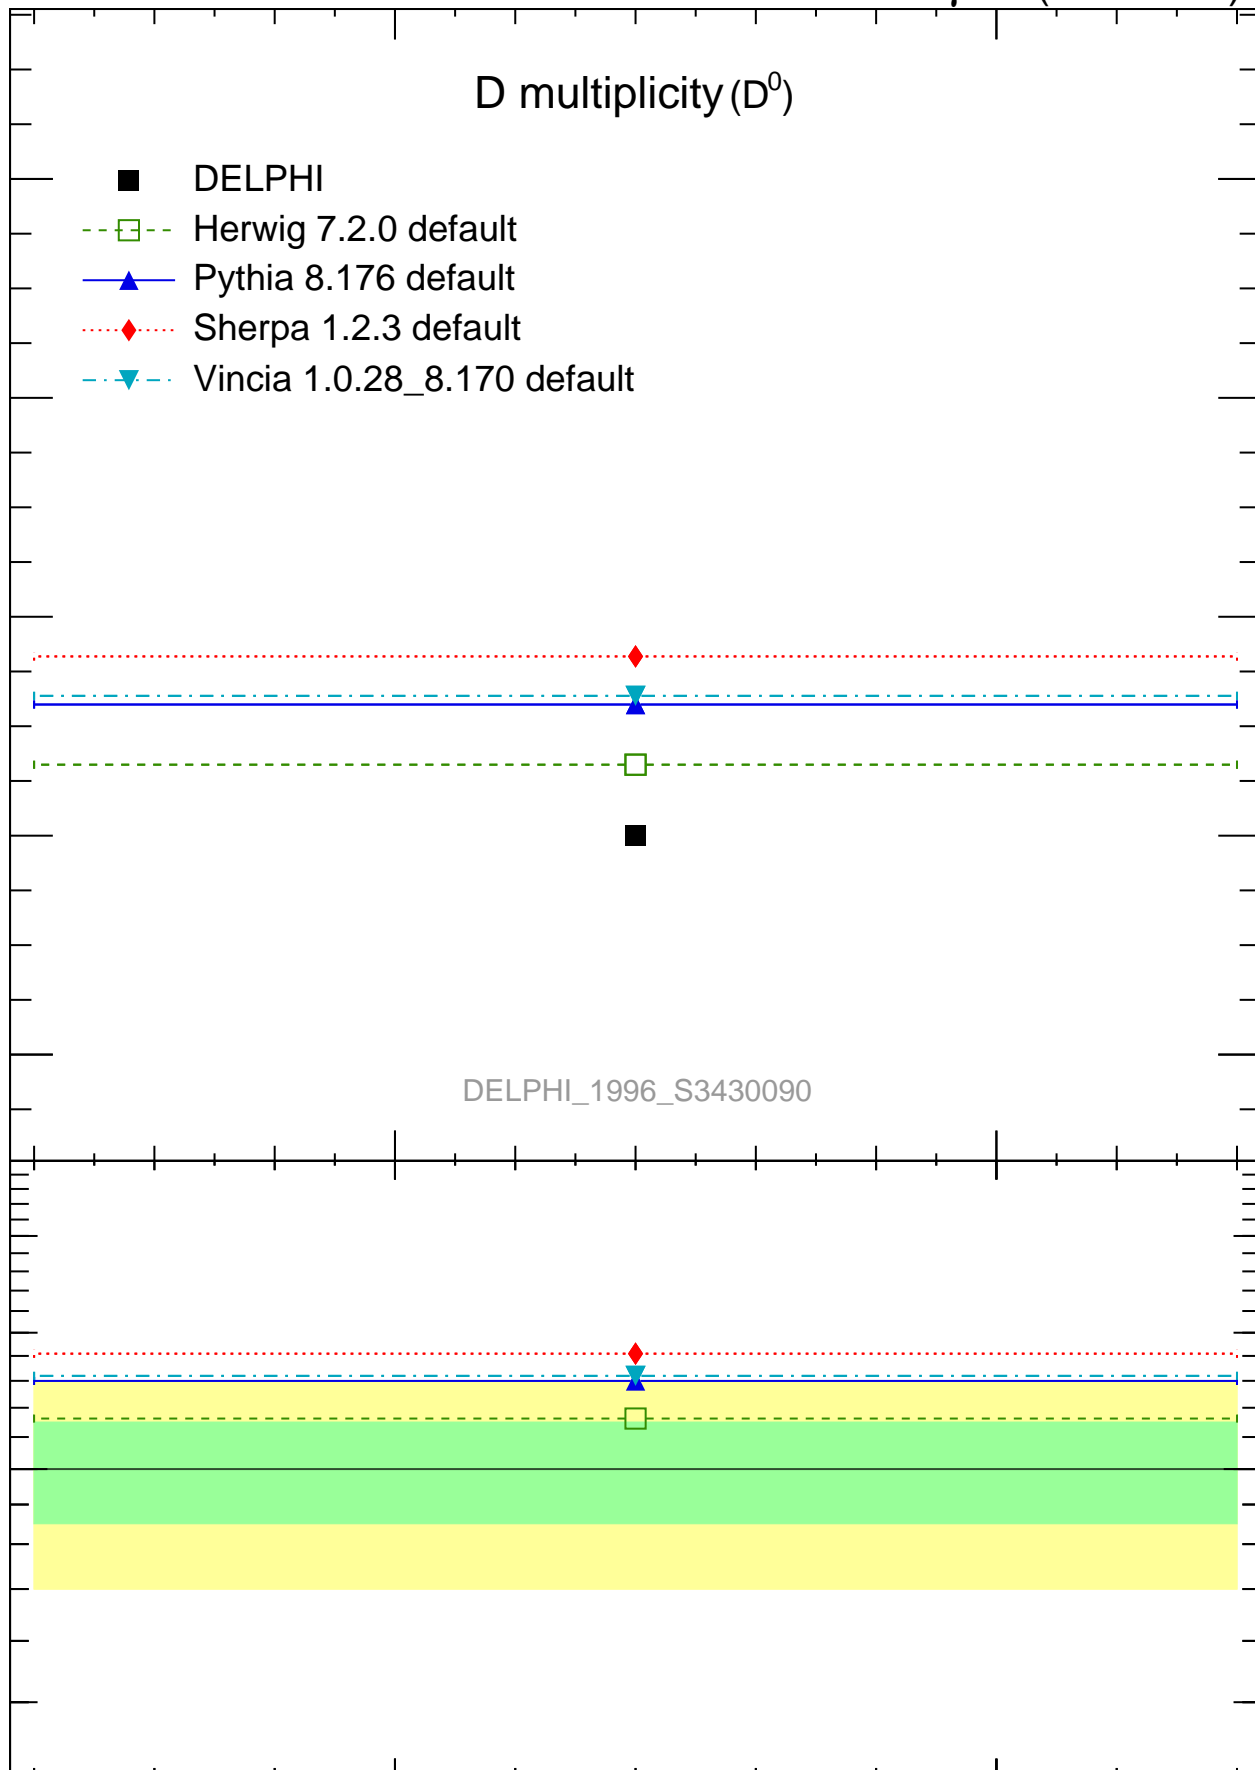 D multiplicity (D⁰)
DELPHI
Herwig 7.2.0 default
Pythia 8.176 default
Sherpa 1.2.3 default
Vincia 1.0.28_8.170 default
DELPHI_1996_S3430090